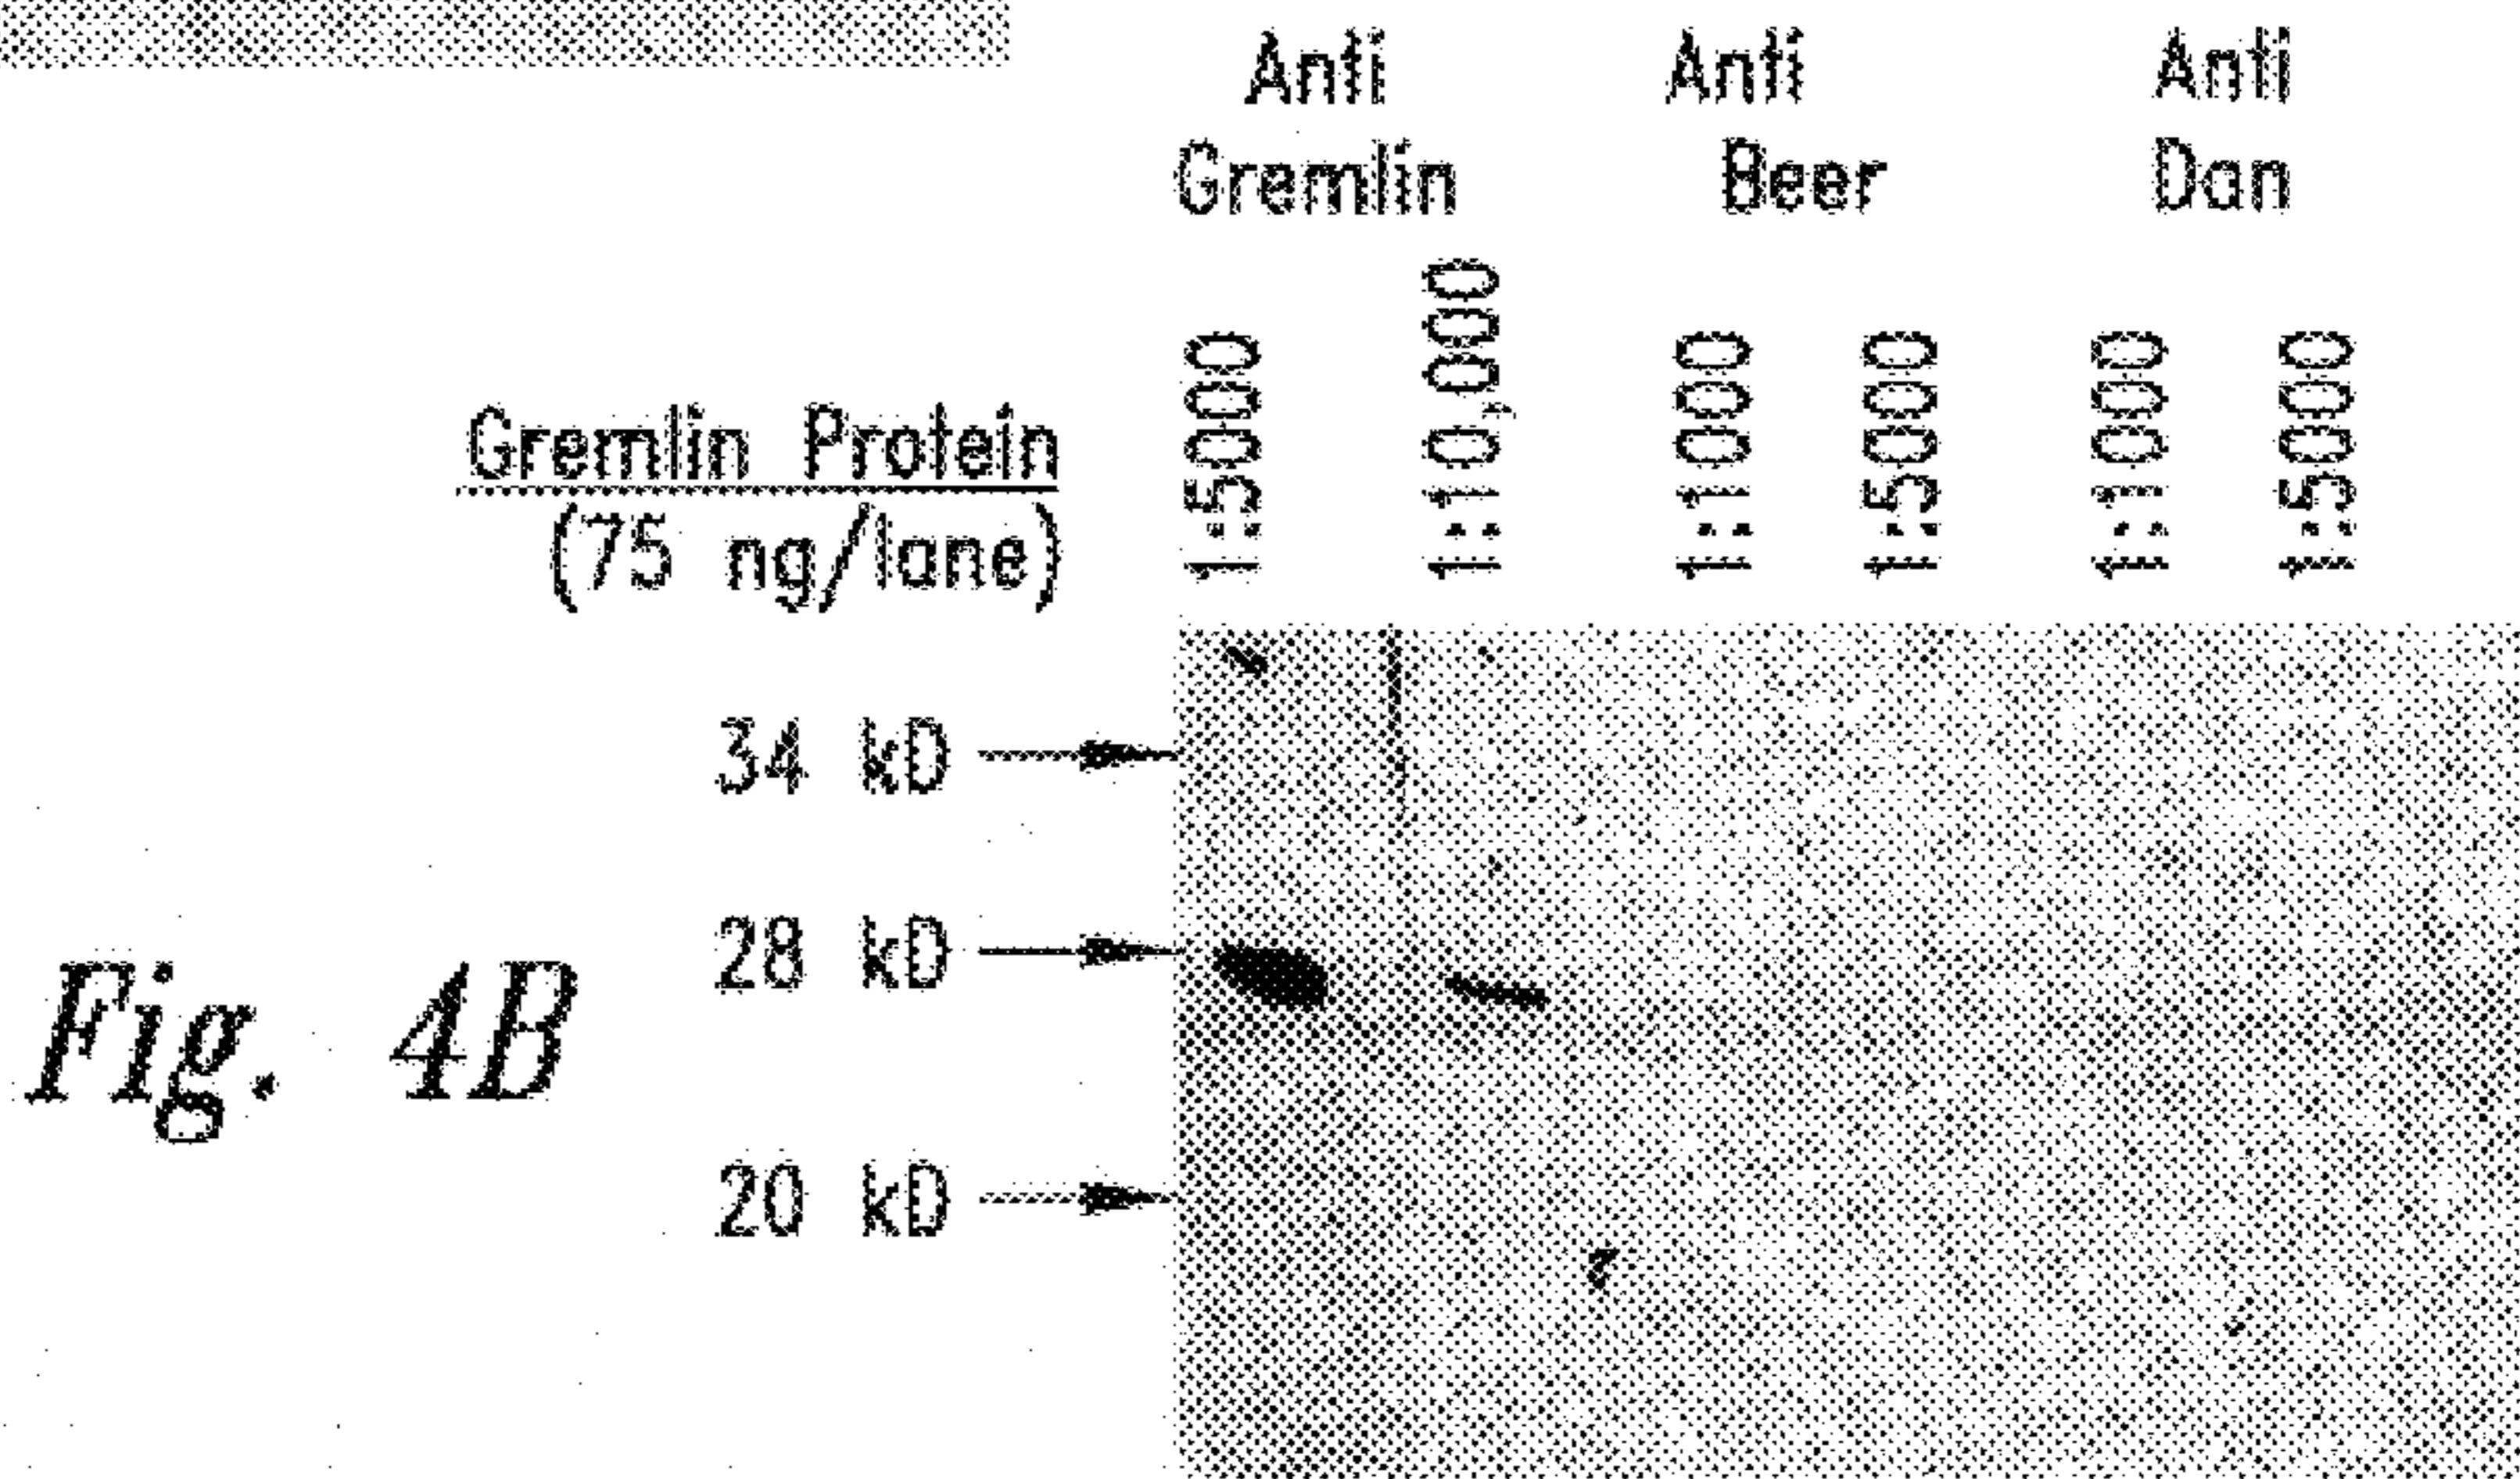 Anti Anti Anti
Gremlin Beer Dan
1:5000 1:10,000 1:1000 1:5000 1:1000 1:5000
Gremlin Protein
(75 ng/lane)
34 kD
28 kD
20 kD
Fig. 4B